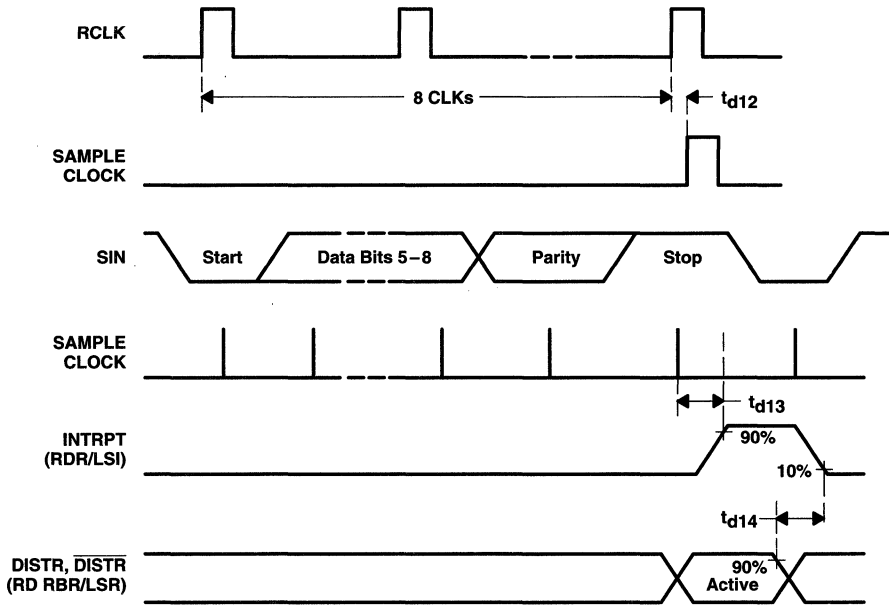 RCLK
8 CLKs
td12
SAMPLE
CLOCK
SIN
Start
Data Bits 5–8
Parity
Stop
SAMPLE
CLOCK
td13
INTRPT
(RDR/LSI)
90%
10%
td14
DISTR, DISTR
(RD RBR/LSR)
90%
Active